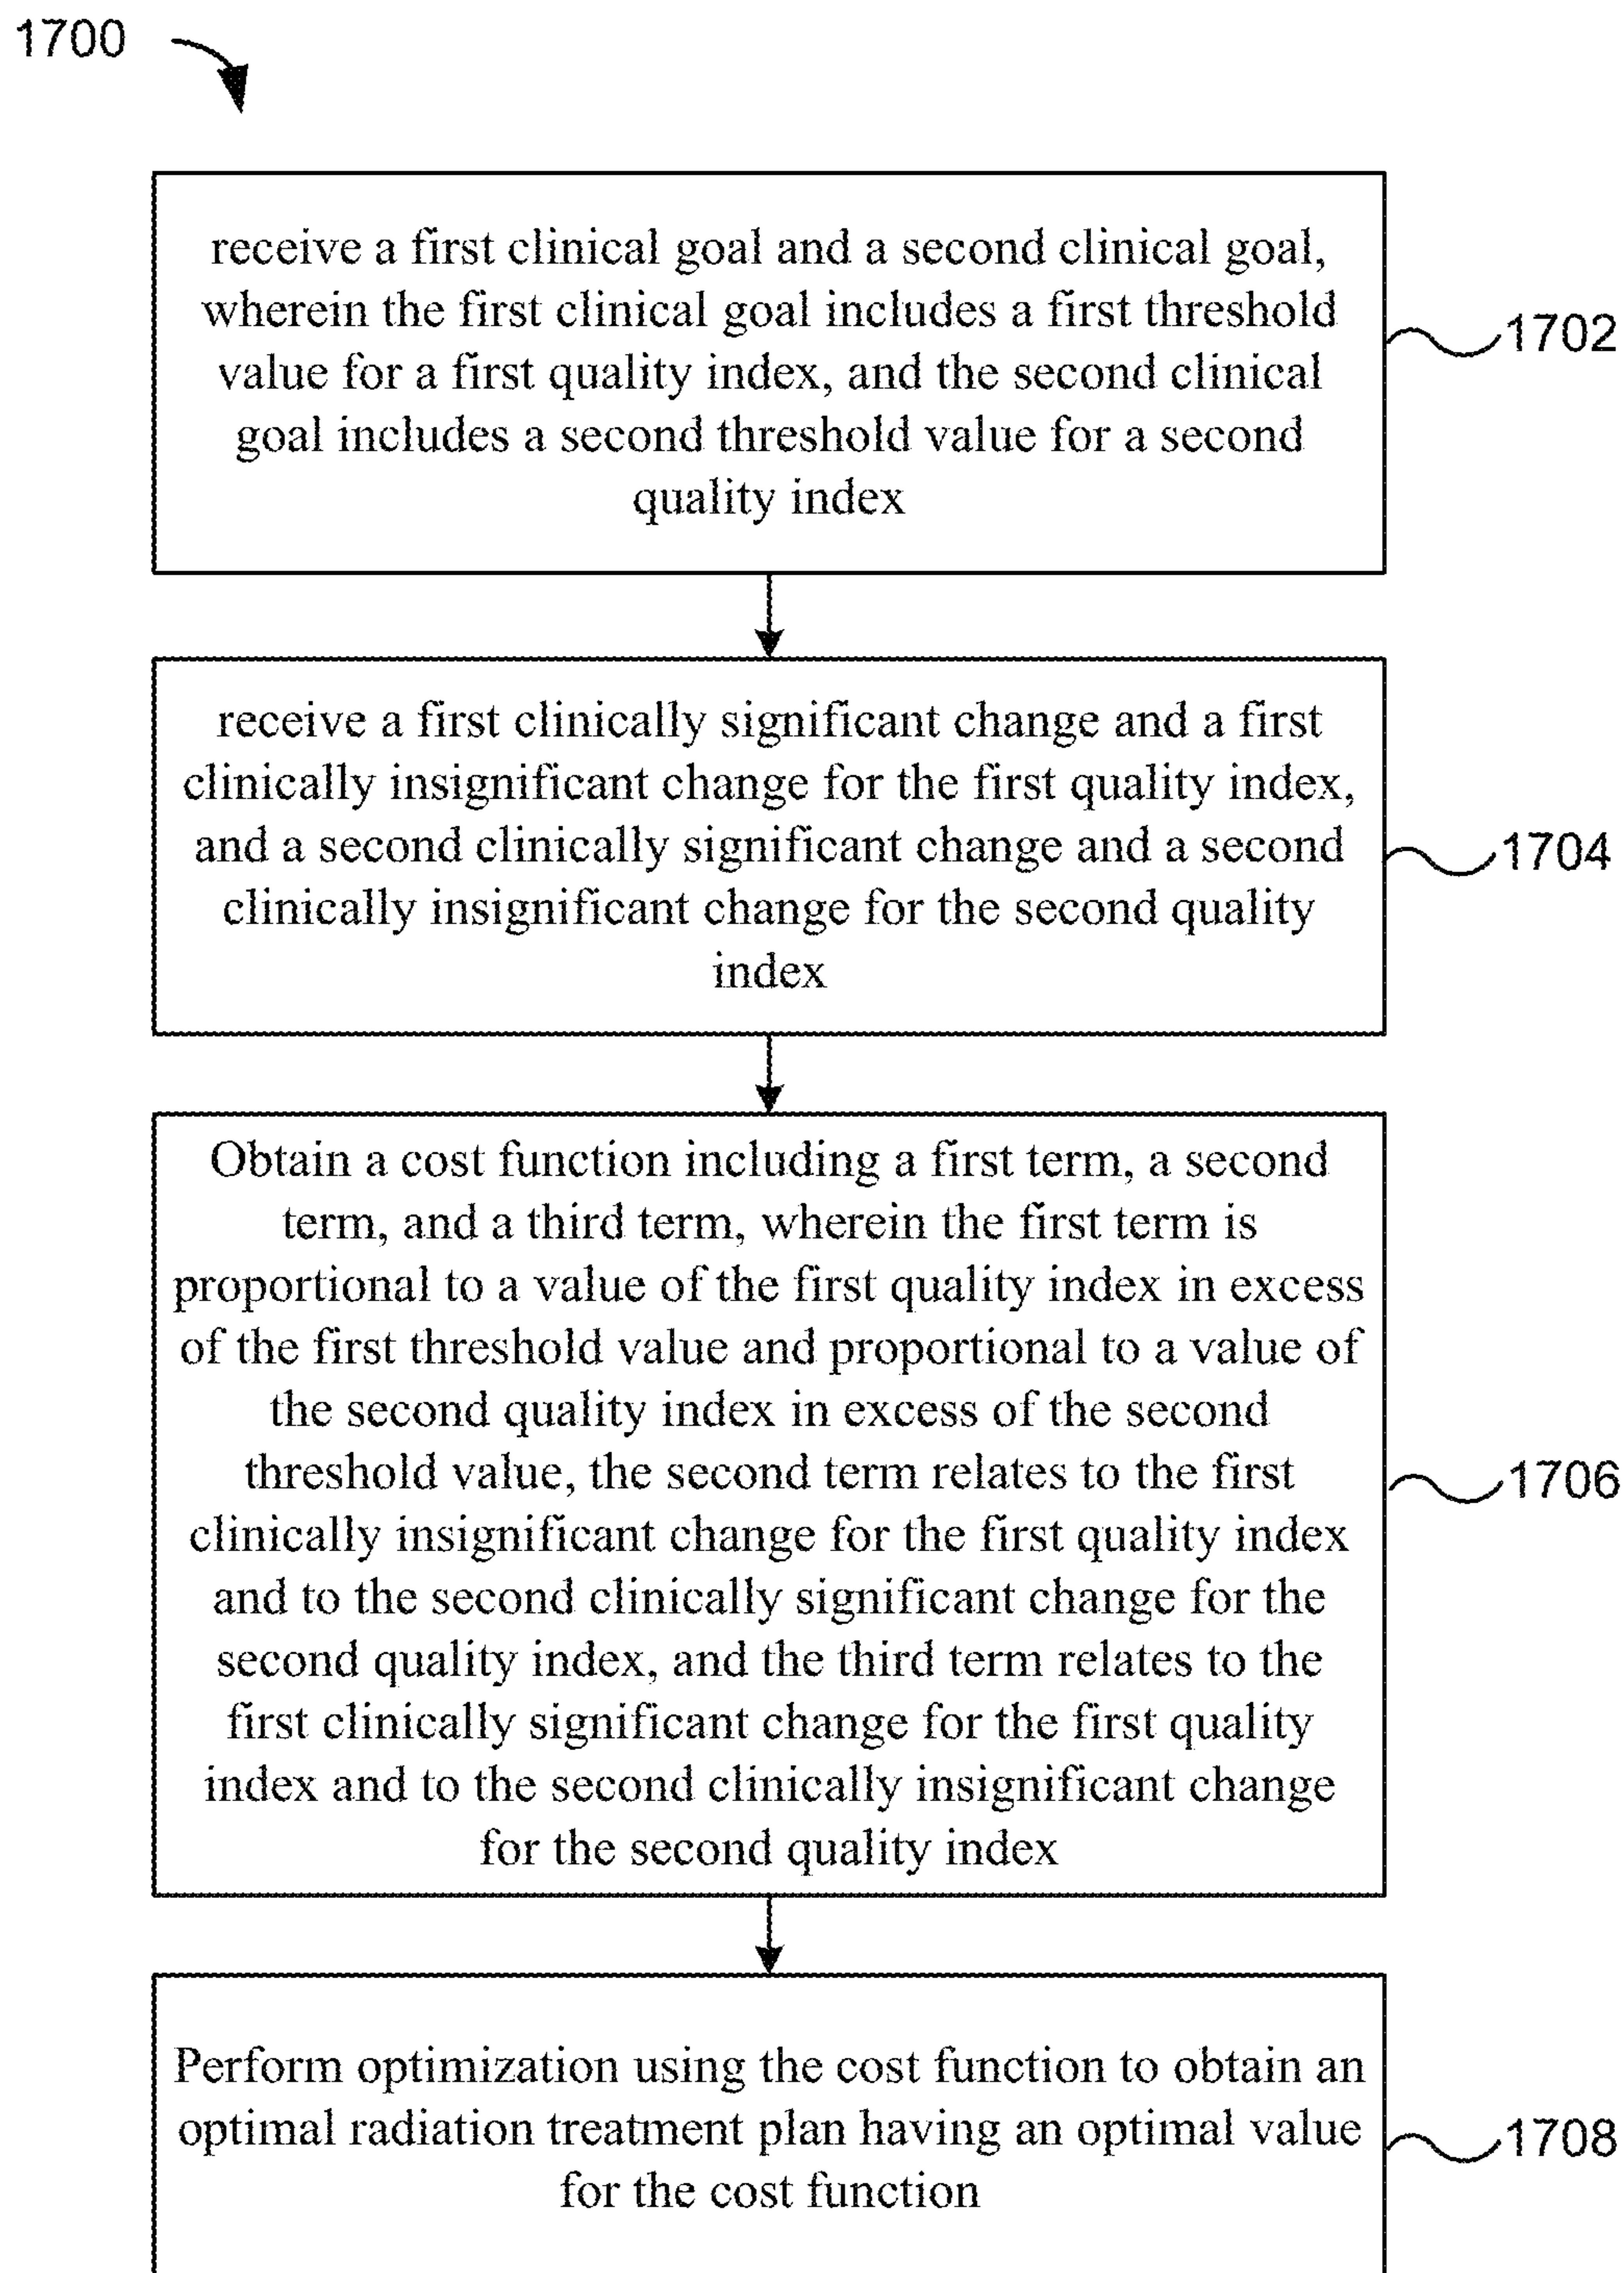 1700
receive a first clinical goal and a second clinical goal,
wherein the first clinical goal includes a first threshold
value for a first quality index, and the second clinical
goal includes a second threshold value for a second
quality index
1702
receive a first clinically significant change and a first
clinically insignificant change for the first quality index,
and a second clinically significant change and a second
clinically insignificant change for the second quality
index
1704
Obtain a cost function including a first term, a second
term, and a third term, wherein the first term is
proportional to a value of the first quality index in excess
of the first threshold value and proportional to a value of
the second quality index in excess of the second
threshold value, the second term relates to the first
clinically insignificant change for the first quality index
and to the second clinically significant change for the
second quality index, and the third term relates to the
first clinically significant change for the first quality
index and to the second clinically insignificant change
for the second quality index
1706
Perform optimization using the cost function to obtain an
optimal radiation treatment plan having an optimal value
for the cost function
1708